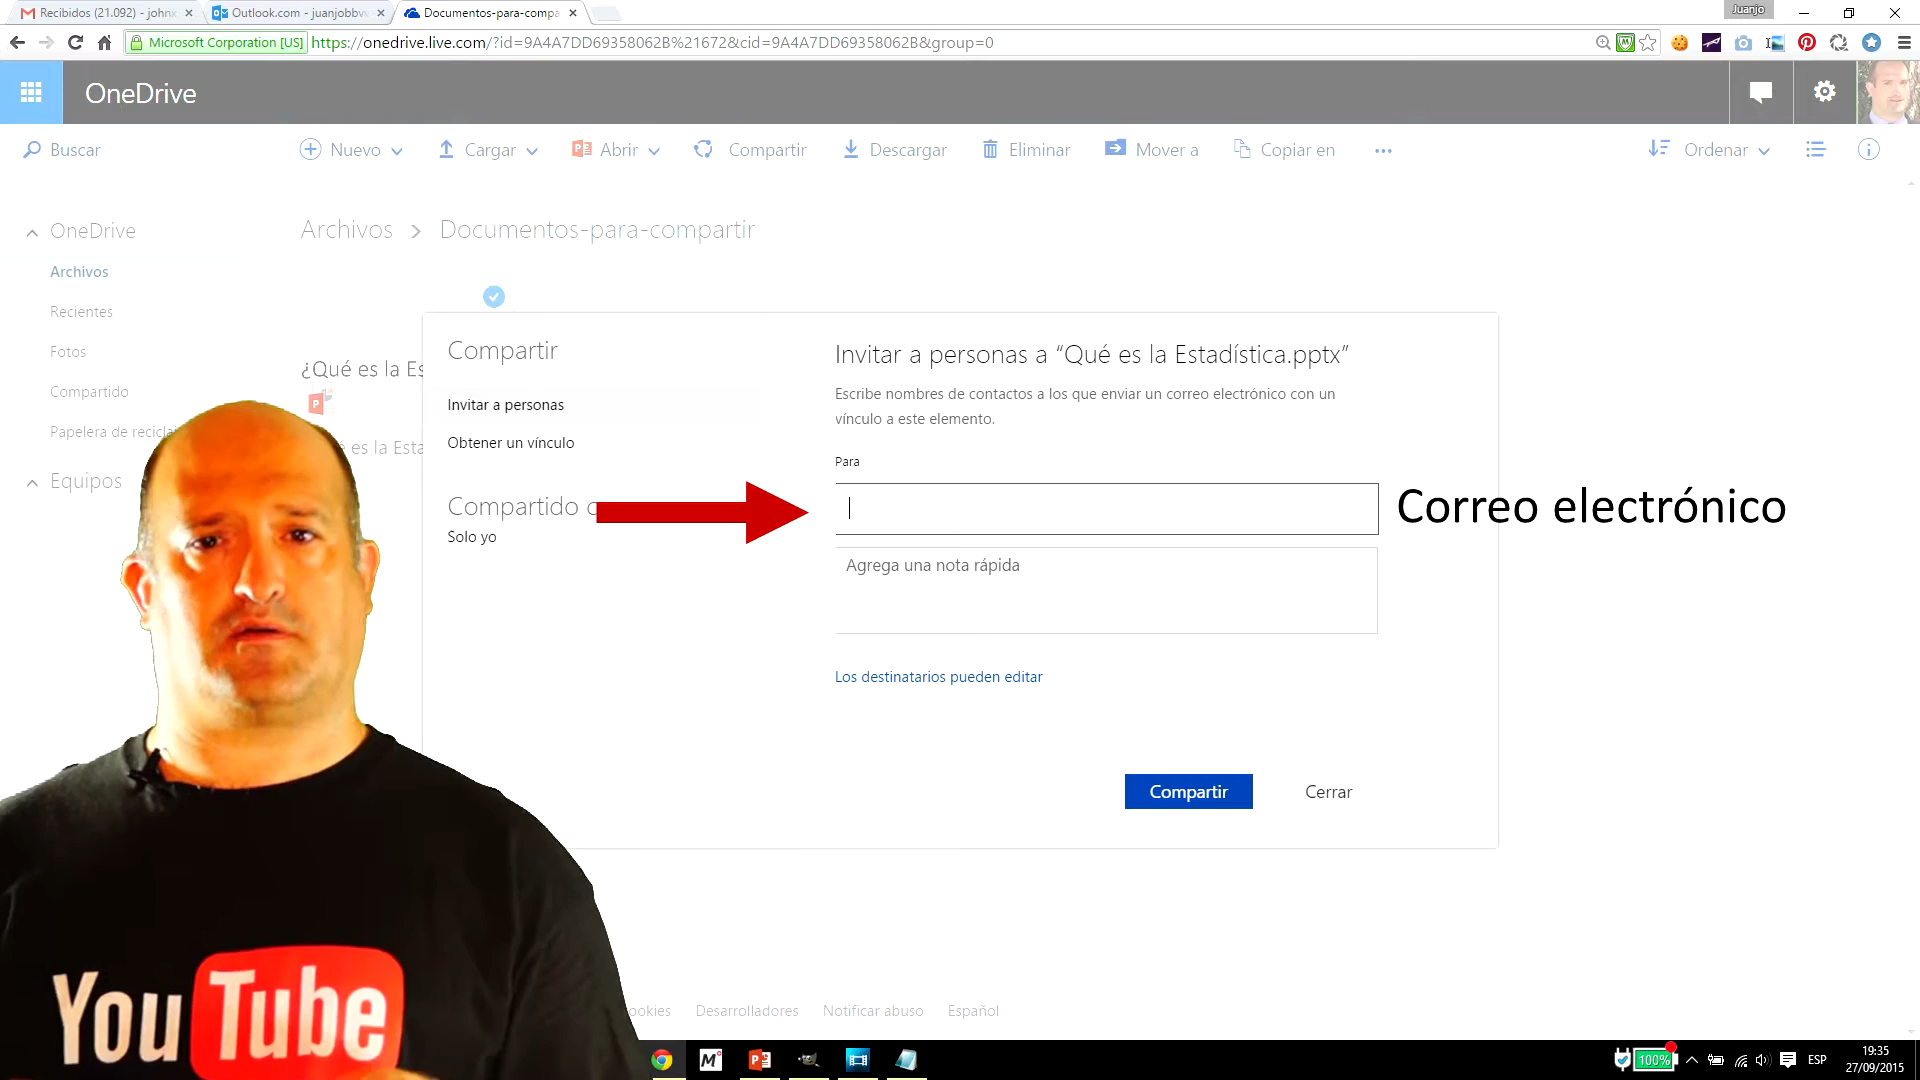 Recibidos (21.092) - johnx
Outlook.com - juanjobbv
Documentos-para-compa
Juanjo
Microsoft Corporation [US]
https://onedrive.live.com/?id=9A4A7DD69358062B%21672&cid=9A4A7DD69358062B&group=0
OneDrive
Buscar
Nuevo
Cargar
Abrir
Compartir
Descargar
Eliminar
Mover a
Copiar en
Ordenar
OneDrive
Archivos > Documentos-para-compartir
Archivos
Recientes
Fotos
Compartido
Papelera de recicla
Equipos
¿Qué es la Es
é es la Esta
Compartir
Invitar a personas
Obtener un vínculo
Compartido c
Solo yo
Invitar a personas a “Qué es la Estadística.pptx”
Escribe nombres de contactos a los que enviar un correo electrónico con un
vínculo a este elemento.
Para
Correo electrónico
Agrega una nota rápida
Los destinatarios pueden editar
Compartir
Cerrar
You Tube
ookies
Desarrolladores
Notificar abuso
Español
100%
ESP
19:35
27/09/2015